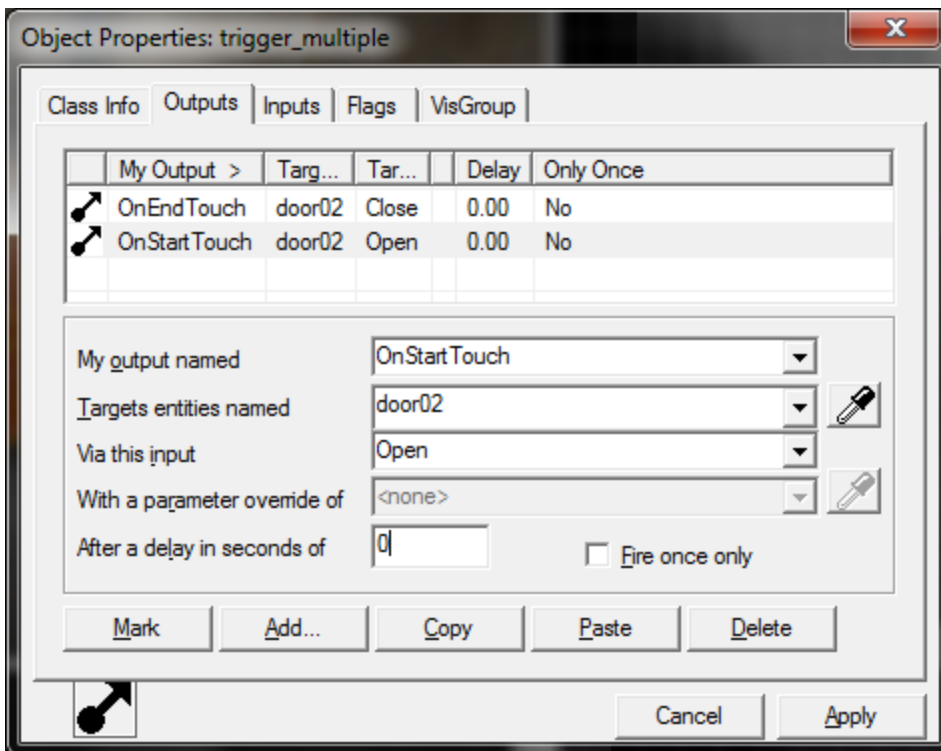 Object Properties: trigger_multiple
x
Class Info Outputs Inputs Flags VisGroup
My Output > Targ... Tar... Delay Only Once
OnEndTouch door02 Close 0.00 No
OnStartTouch door02 Open 0.00 No
My output named OnStartTouch
Targets entities named door02
Via this input Open
With a parameter override of <none>
After a delay in seconds of 0 Fire once only
Mark Add... Copy Paste Delete
Cancel Apply